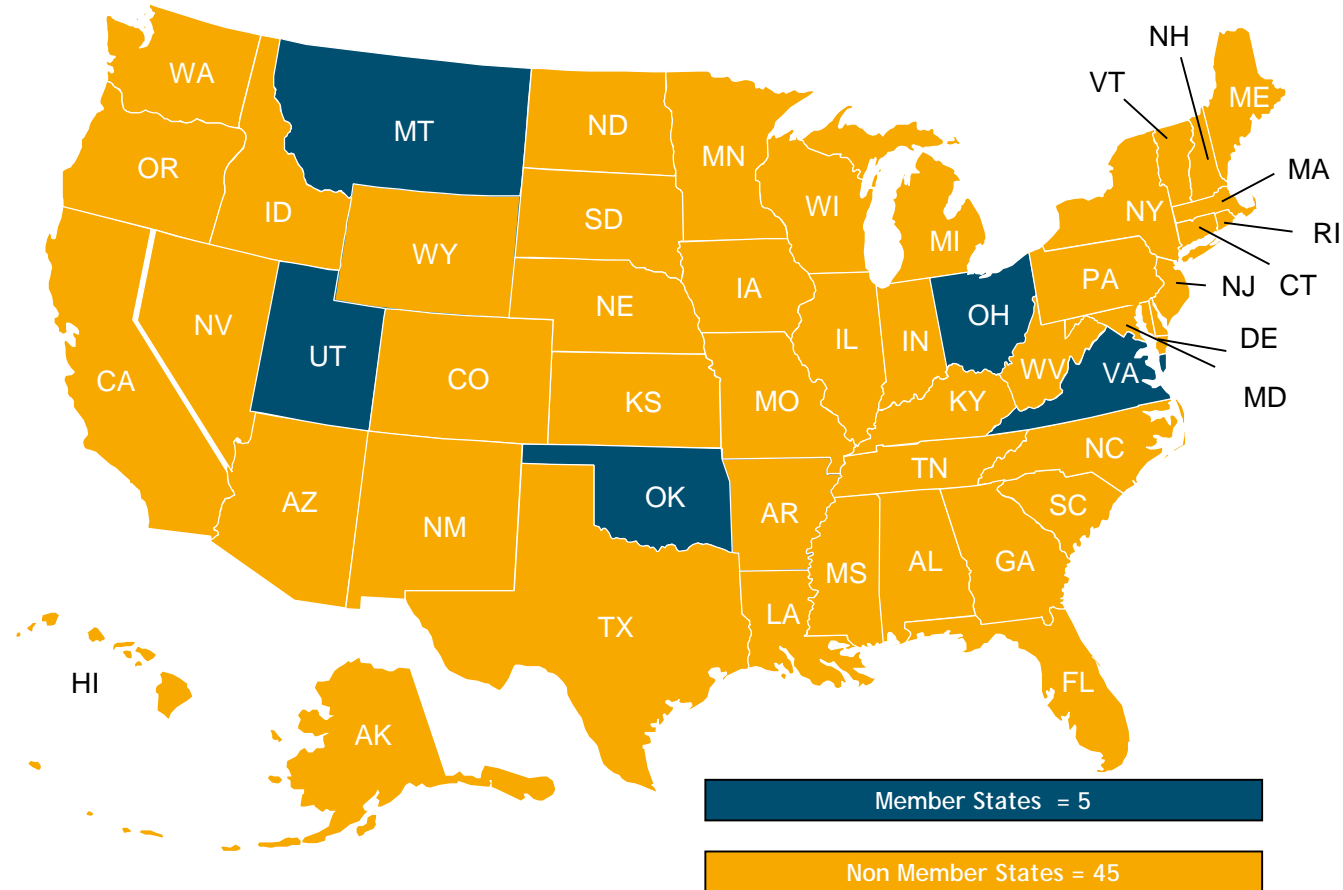 NH
VT
WA
ME
ND
MT
MN
OR
MA
WI
ID
SD
NY
RI
MI
WY
PA
IA
NJ CT
NE
OH
NV
IL
IN
DE
UT
WV
VA
CO
CA
MD
KS
MO
KY
NC
TN
OK
AZ
SC
AR
NM
GA
AL
MS
LA
TX
HI
FL
AK
Member States = 5
Non Member States = 45